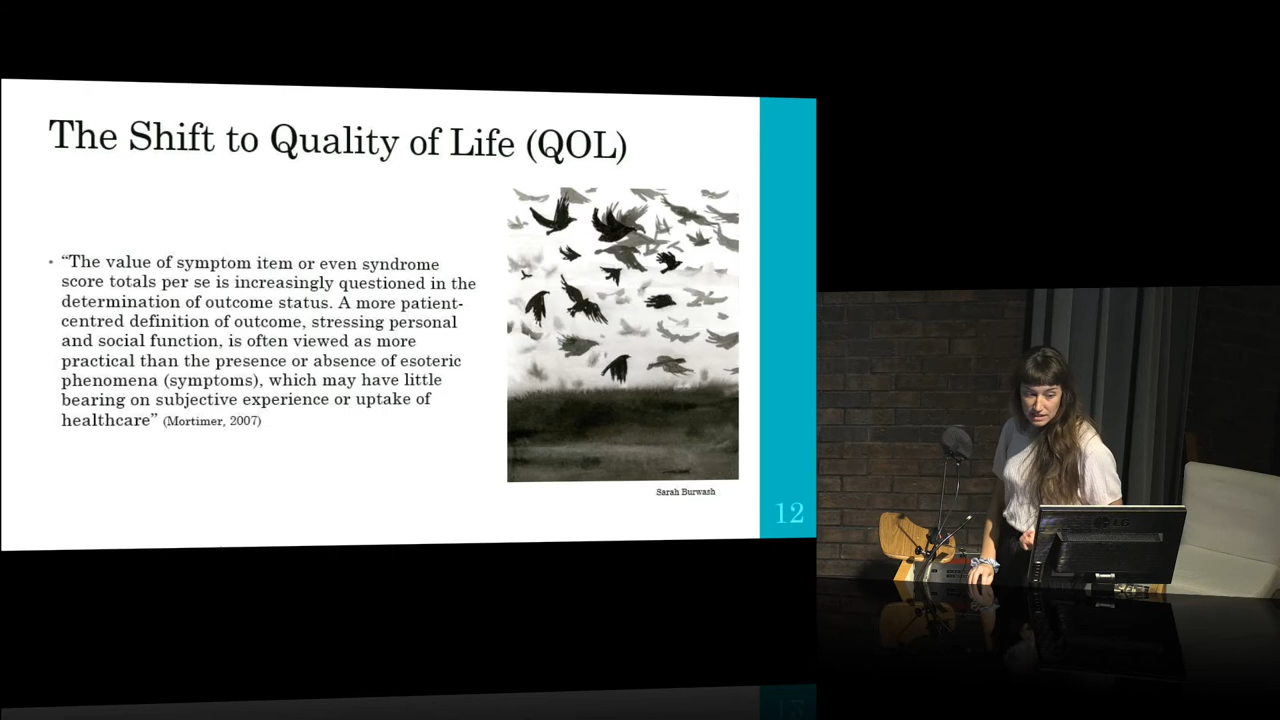 The Shift to Quality of Life (QOL)
• “The value of symptom item or even syndrome
score totals per se is increasingly questioned in the
determination of outcome status. A more patient-
centred definition of outcome, stressing personal
and social function, is often viewed as more
practical than the presence or absence of esoteric
phenomena (symptoms), which may have little
bearing on subjective experience or uptake of
healthcare” (Mortimer, 2007)
Sarah Burwash
12
LG